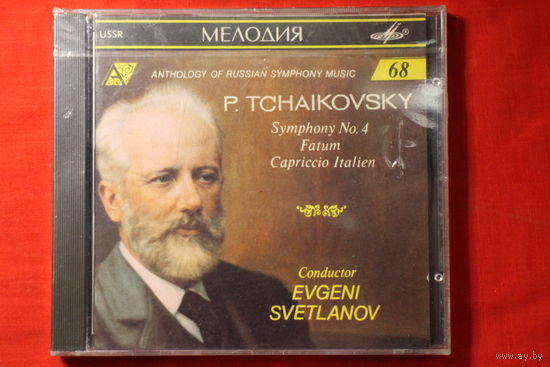 USSR
МЕЛОДИЯ
ANTHOLOGY OF RUSSIAN SYMPHONY MUSIC
68
P. TCHAIKOVSKY
Symphony No. 4
Fatum
Capriccio Italien
Conductor
EVGENI
SVETLANOV
ay.by